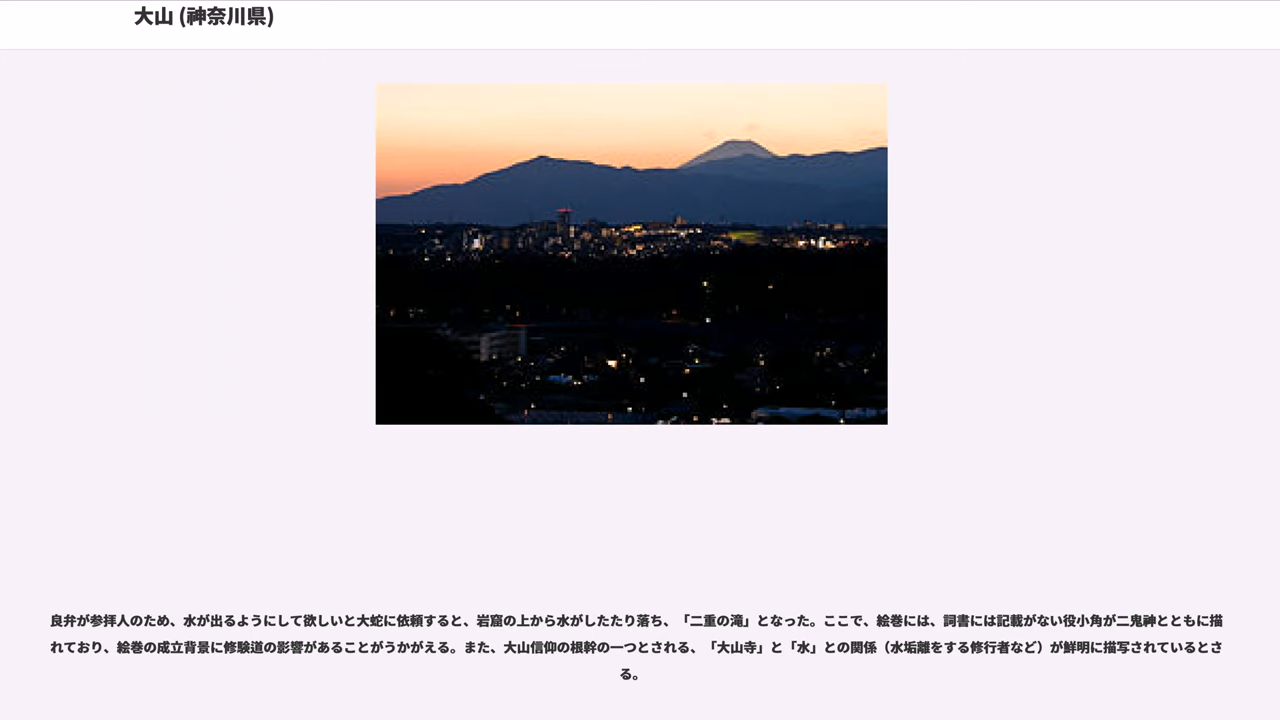 大山 (神奈川県)
良弁が参拝人のため、水が出るようにして欲しいと大蛇に依頼すると、岩窟の上から水がしたたり落ち、「二重の滝」となった。ここで、絵巻には、詞書には記載がない役小角が二鬼神とともに描
れており、絵巻の成立背景に修験道の影響があることがうかがえる。また、大山信仰の根幹の一つとされる、「大山寺」と「水」との関係（水垢離をする修行者など）が鮮明に描写されているとさ
る。